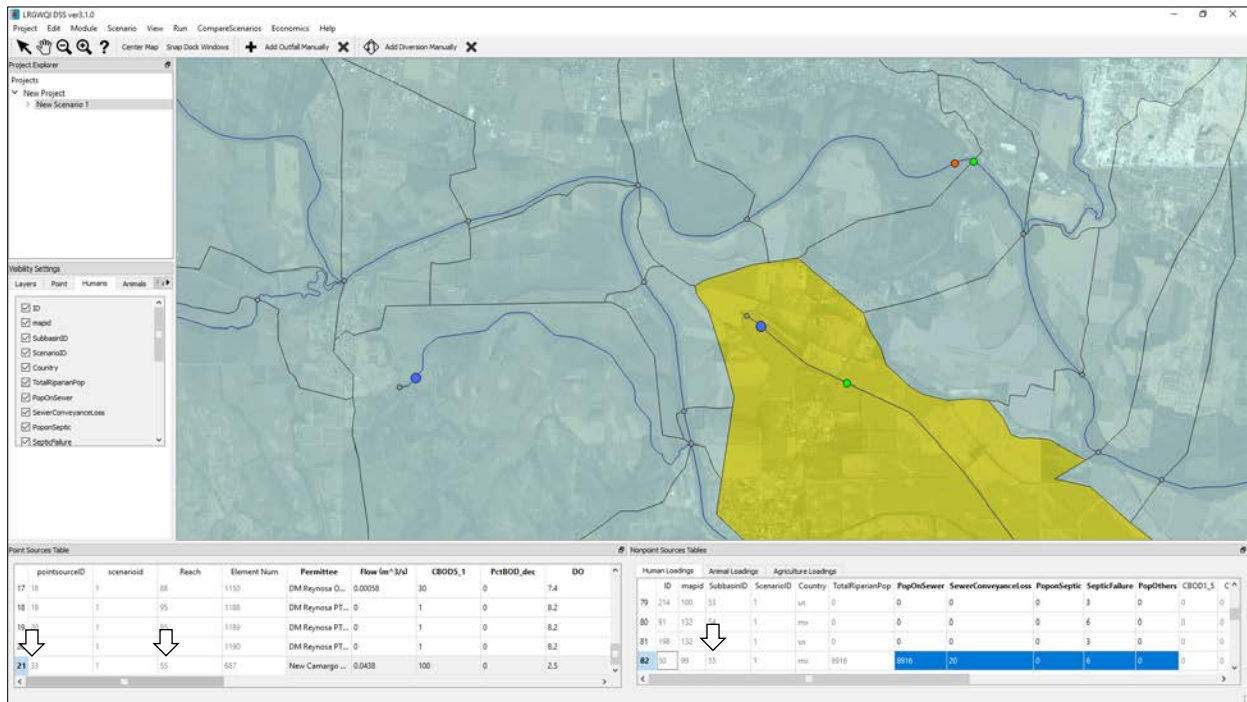 LRGWQI DSS ver3.1.0
Project Edit Module Scenario View Run CompareScenarios Economics Help
Center Map Snap Dock Windows Add Outfall Manually Add Diversion Manually
Project Explorer
Projects
New Project
New Scenario 1
Visibility Settings
Layers Point Humans Animals
ID
mapid
SubbasinID
ScenarioID
Country
TotalRiparianPop
PopOnSewer
SewerConveyanceLoss
PoponSeptic
SepticFailure
Point Sources Table
pointsourceID scenarioid Reach Element Num Permittee Flow (m^3/s) CBOD5_1 PctBOD_dec DO
17 18 1 88 1150 DM Reynosa O... 0.00058 30 0 7.4
18 19 1 95 1188 DM Reynosa PT... 0 1 0 8.2
19 20 1 95 1189 DM Reynosa PT... 0 1 0 8.2
1 1190 DM Reynosa PT... 0 1 0 8.2
21 33 1 55 687 New Camargo ... 0.0438 100 0 2.5
Nonpoint Sources Tables
Human Loadings Animal Loadings Agriculture Loadings
ID mapid SubbasinID ScenarioID Country TotalRiparianPop PopOnSewer SewerConveyanceLoss PoponSeptic SepticFailure PopOthers CBOD1_5 C
79 214 100 53 1 us 0 0 0 0 3 0 0 0
80 81 132 54 1 mx 0 0 0 0 6 0 0 0
81 198 132 1 us 0 0 0 0 3 0 0 0
82 50 99 55 1 mx 8916 8916 20 0 6 0 0 0